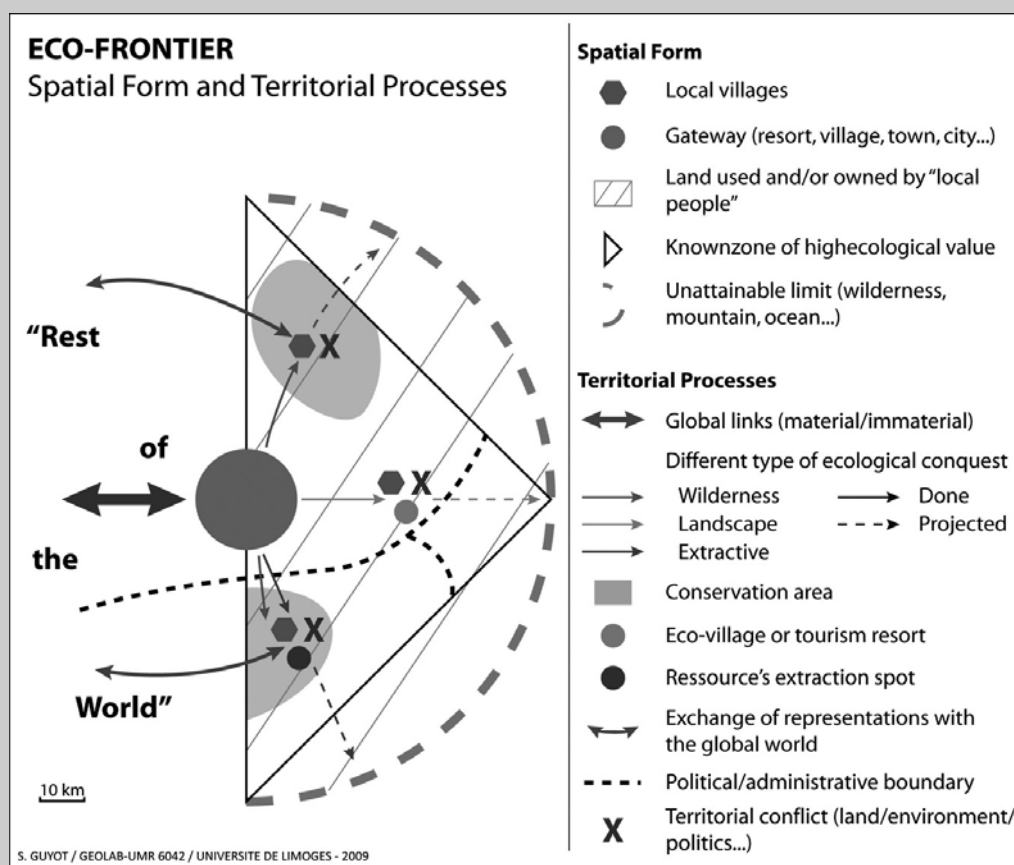 ECO-FRONTIER
Spatial Form and Territorial Processes
“Rest
of
the
World”
10 km
S. GUYOT / GEOLAB-UMR 6042 / UNIVERSITE DE LIMOGES - 2009
X
X
X
Spatial Form
Local villages
Gateway (resort, village, town, city...)
Land used and/or owned by “local
people”
Knownzone of highecological value
Unattainable limit (wilderness,
mountain, ocean...)
Territorial Processes
Global links (material/immaterial)
Different type of ecological conquest
Wilderness
Done
Landscape
Projected
Extractive
Conservation area
Eco-village or tourism resort
Ressource’s extraction spot
Exchange of representations with
the global world
Political/administrative boundary
X
Territorial conflict (land/environment/
politics...)